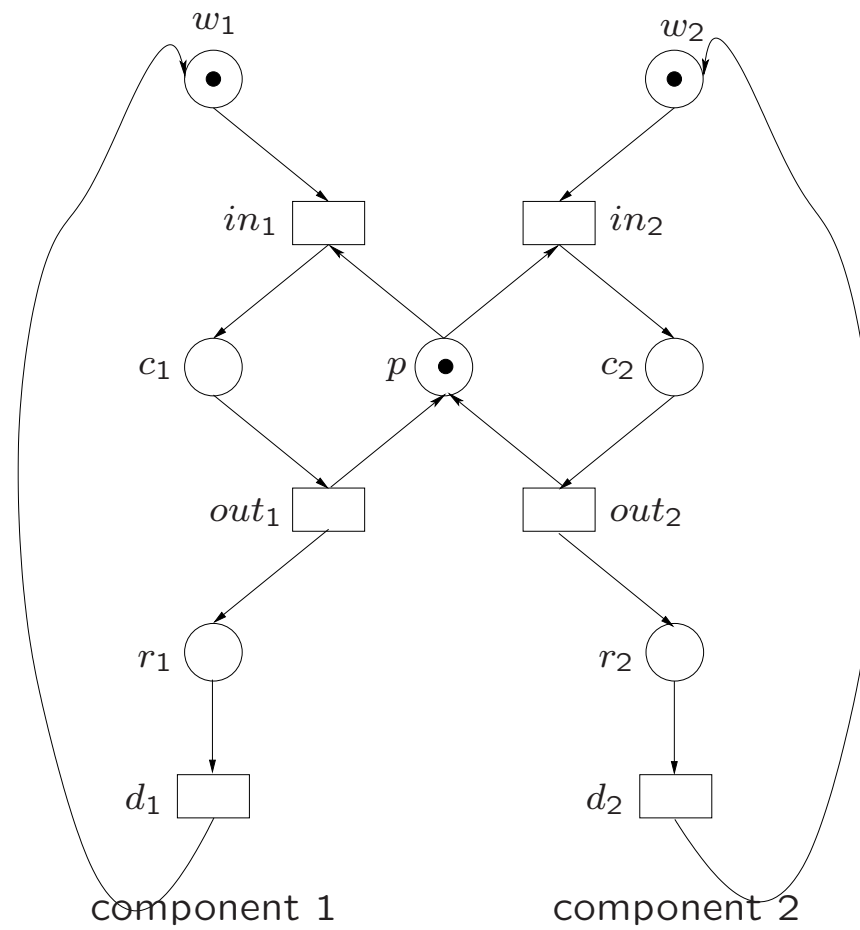 w₁ w₂
in₁ in₂
c₁ p c₂
out₁ out₂
r₁ r₂
d₁ d₂
component 1 component 2